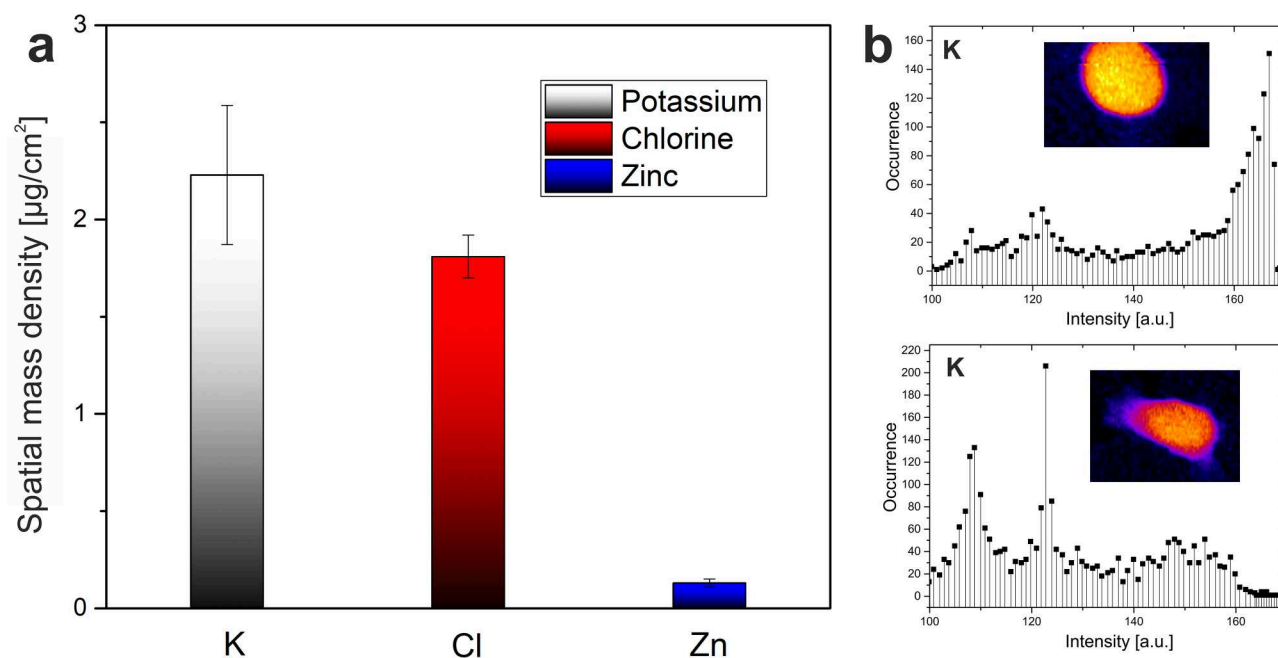 a
3
2
1
0
Spatial mass density [µg/cm²]
Potassium
Chlorine
Zinc
K
Cl
Zn
b
K
160
140
120
100
80
60
40
20
0
Occurrence
100
120
140
160
Intensity [a.u.]
K
220
200
180
160
140
120
100
80
60
40
20
0
Occurrence
100
120
140
160
Intensity [a.u.]